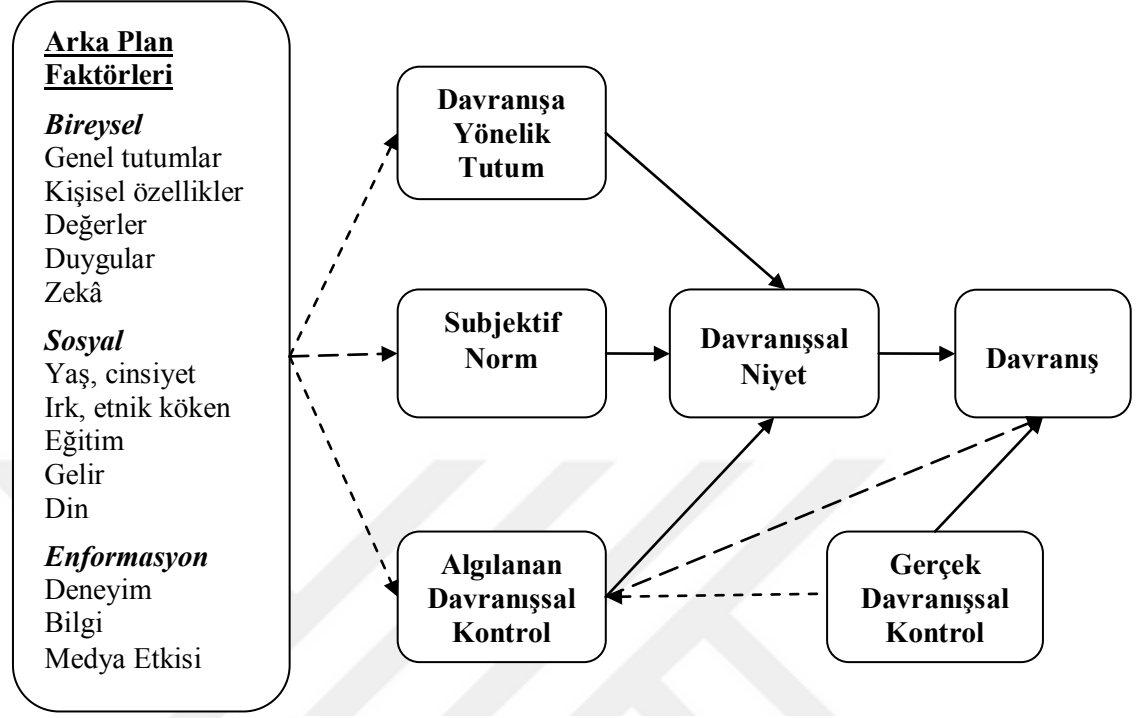 Arka Plan
Faktörleri
Bireysel
Genel tutumlar
Kişisel özellikler
Değerler
Duygular
Zekâ
Sosyal
Yaş, cinsiyet
Irk, etnik köken
Eğitim
Gelir
Din
Enformasyon
Deneyim
Bilgi
Medya Etkisi
Davranışa
Yönelik
Tutum
Subjektif
Norm
Algılanan
Davranışsal
Kontrol
Davranışsal
Niyet
Davranış
Gerçek
Davranışsal
Kontrol